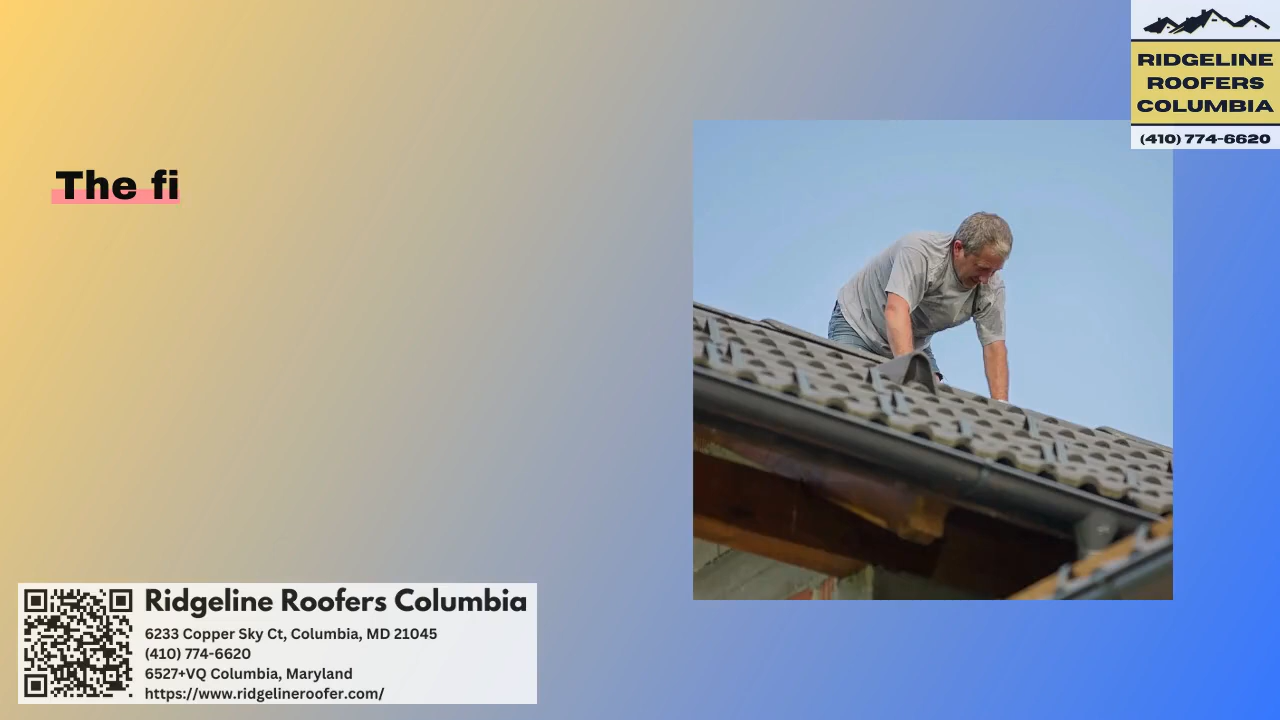 RIDGELINE
ROOFERS
COLUMBIA
(410) 774-6620
The fi
Ridgeline Roofers Columbia
6233 Copper Sky Ct, Columbia, MD 21045
(410) 774-6620
6527+VQ Columbia, Maryland
https://www.ridgelineroofer.com/